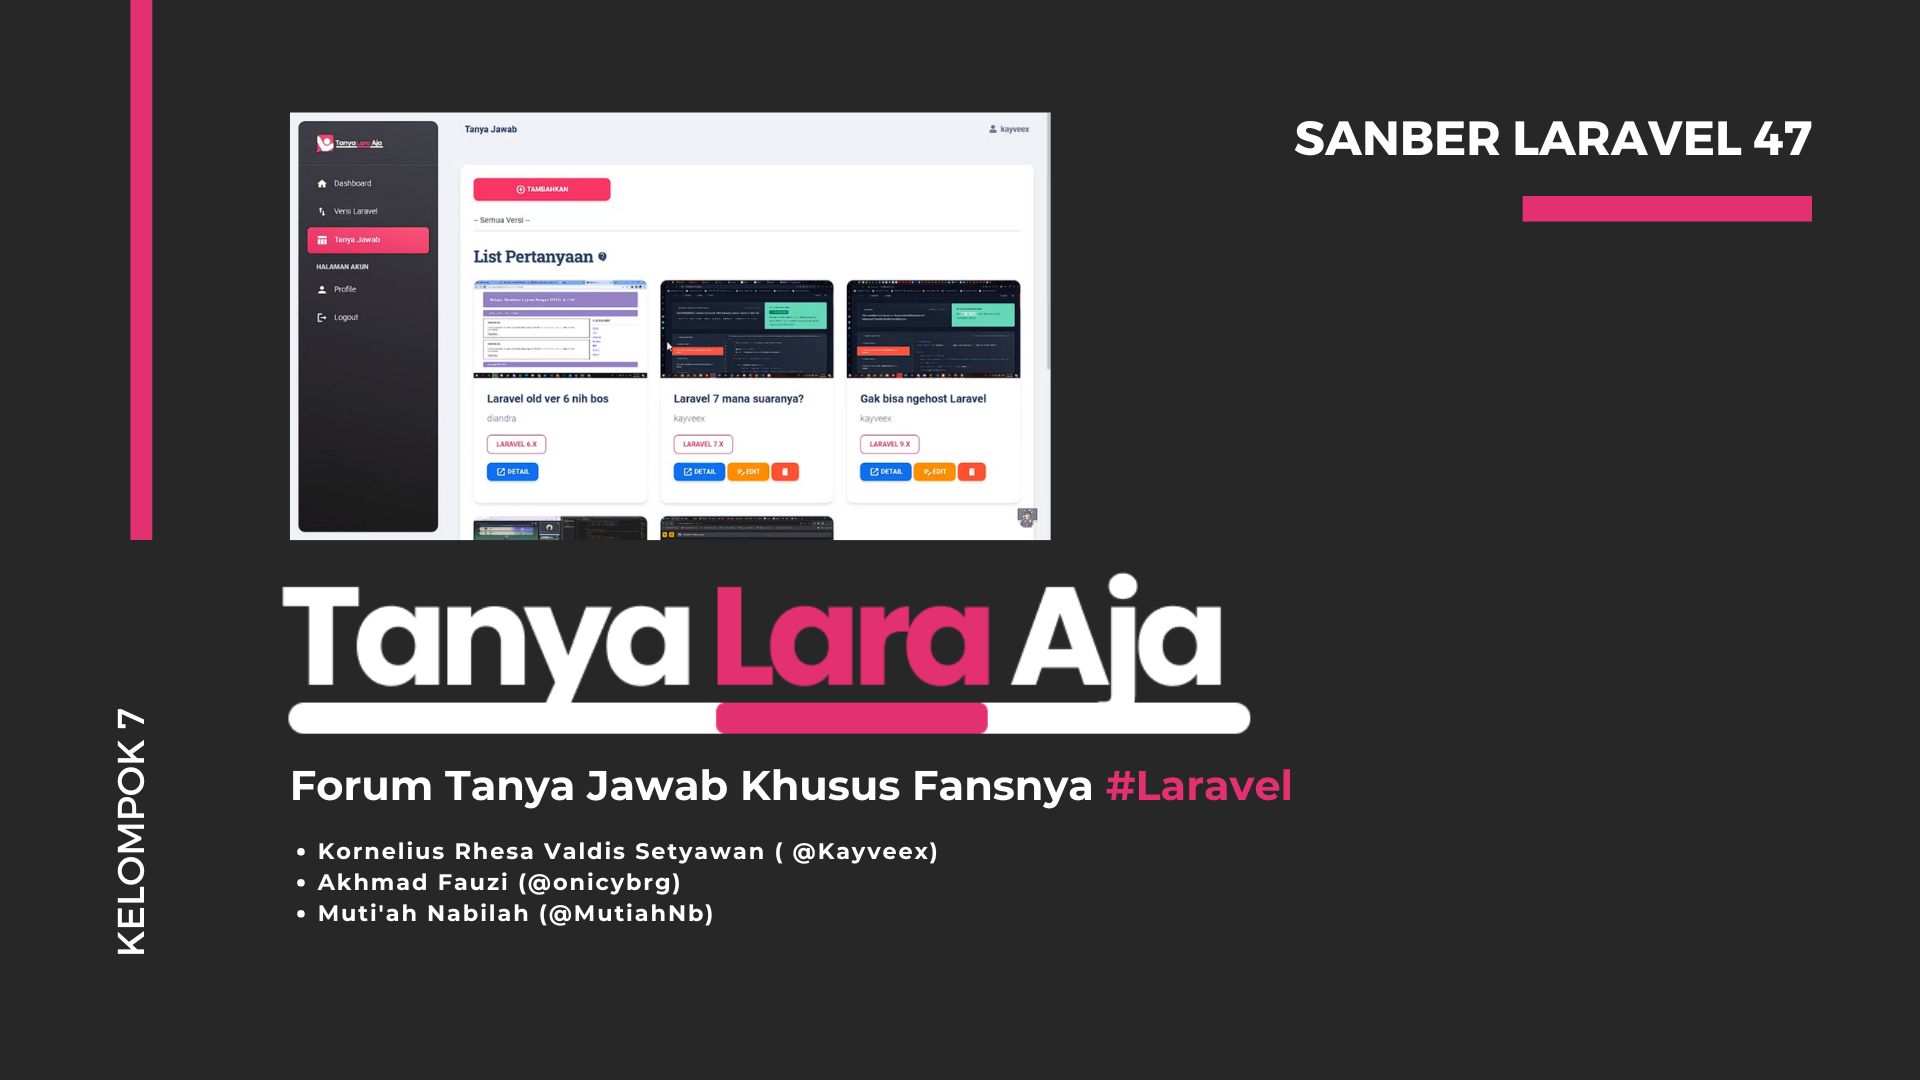 SANBER LARAVEL 47
Tanya Lara Aja
Tanya Jawab
kayveex
Dashboard
Versi Laravel
Tanya Jawab
HALAMAN AKUN
Profile
Logout
TAMBAHKAN
-- Semua Versi --
List Pertanyaan
Laravel old ver 6 nih bos
diandra
LARAVEL 6.X
DETAIL
Laravel 7 mana suaranya?
kayveex
LARAVEL 7.X
DETAIL EDIT
Gak bisa ngehost Laravel
kayveex
LARAVEL 9.X
DETAIL EDIT
Tanya Lara Aja
KELOMPOK 7
Forum Tanya Jawab Khusus Fansnya #Laravel
• Kornelius Rhesa Valdis Setyawan ( @Kayveex)
• Akhmad Fauzi (@onicybrg)
• Muti'ah Nabilah (@MutiahNb)